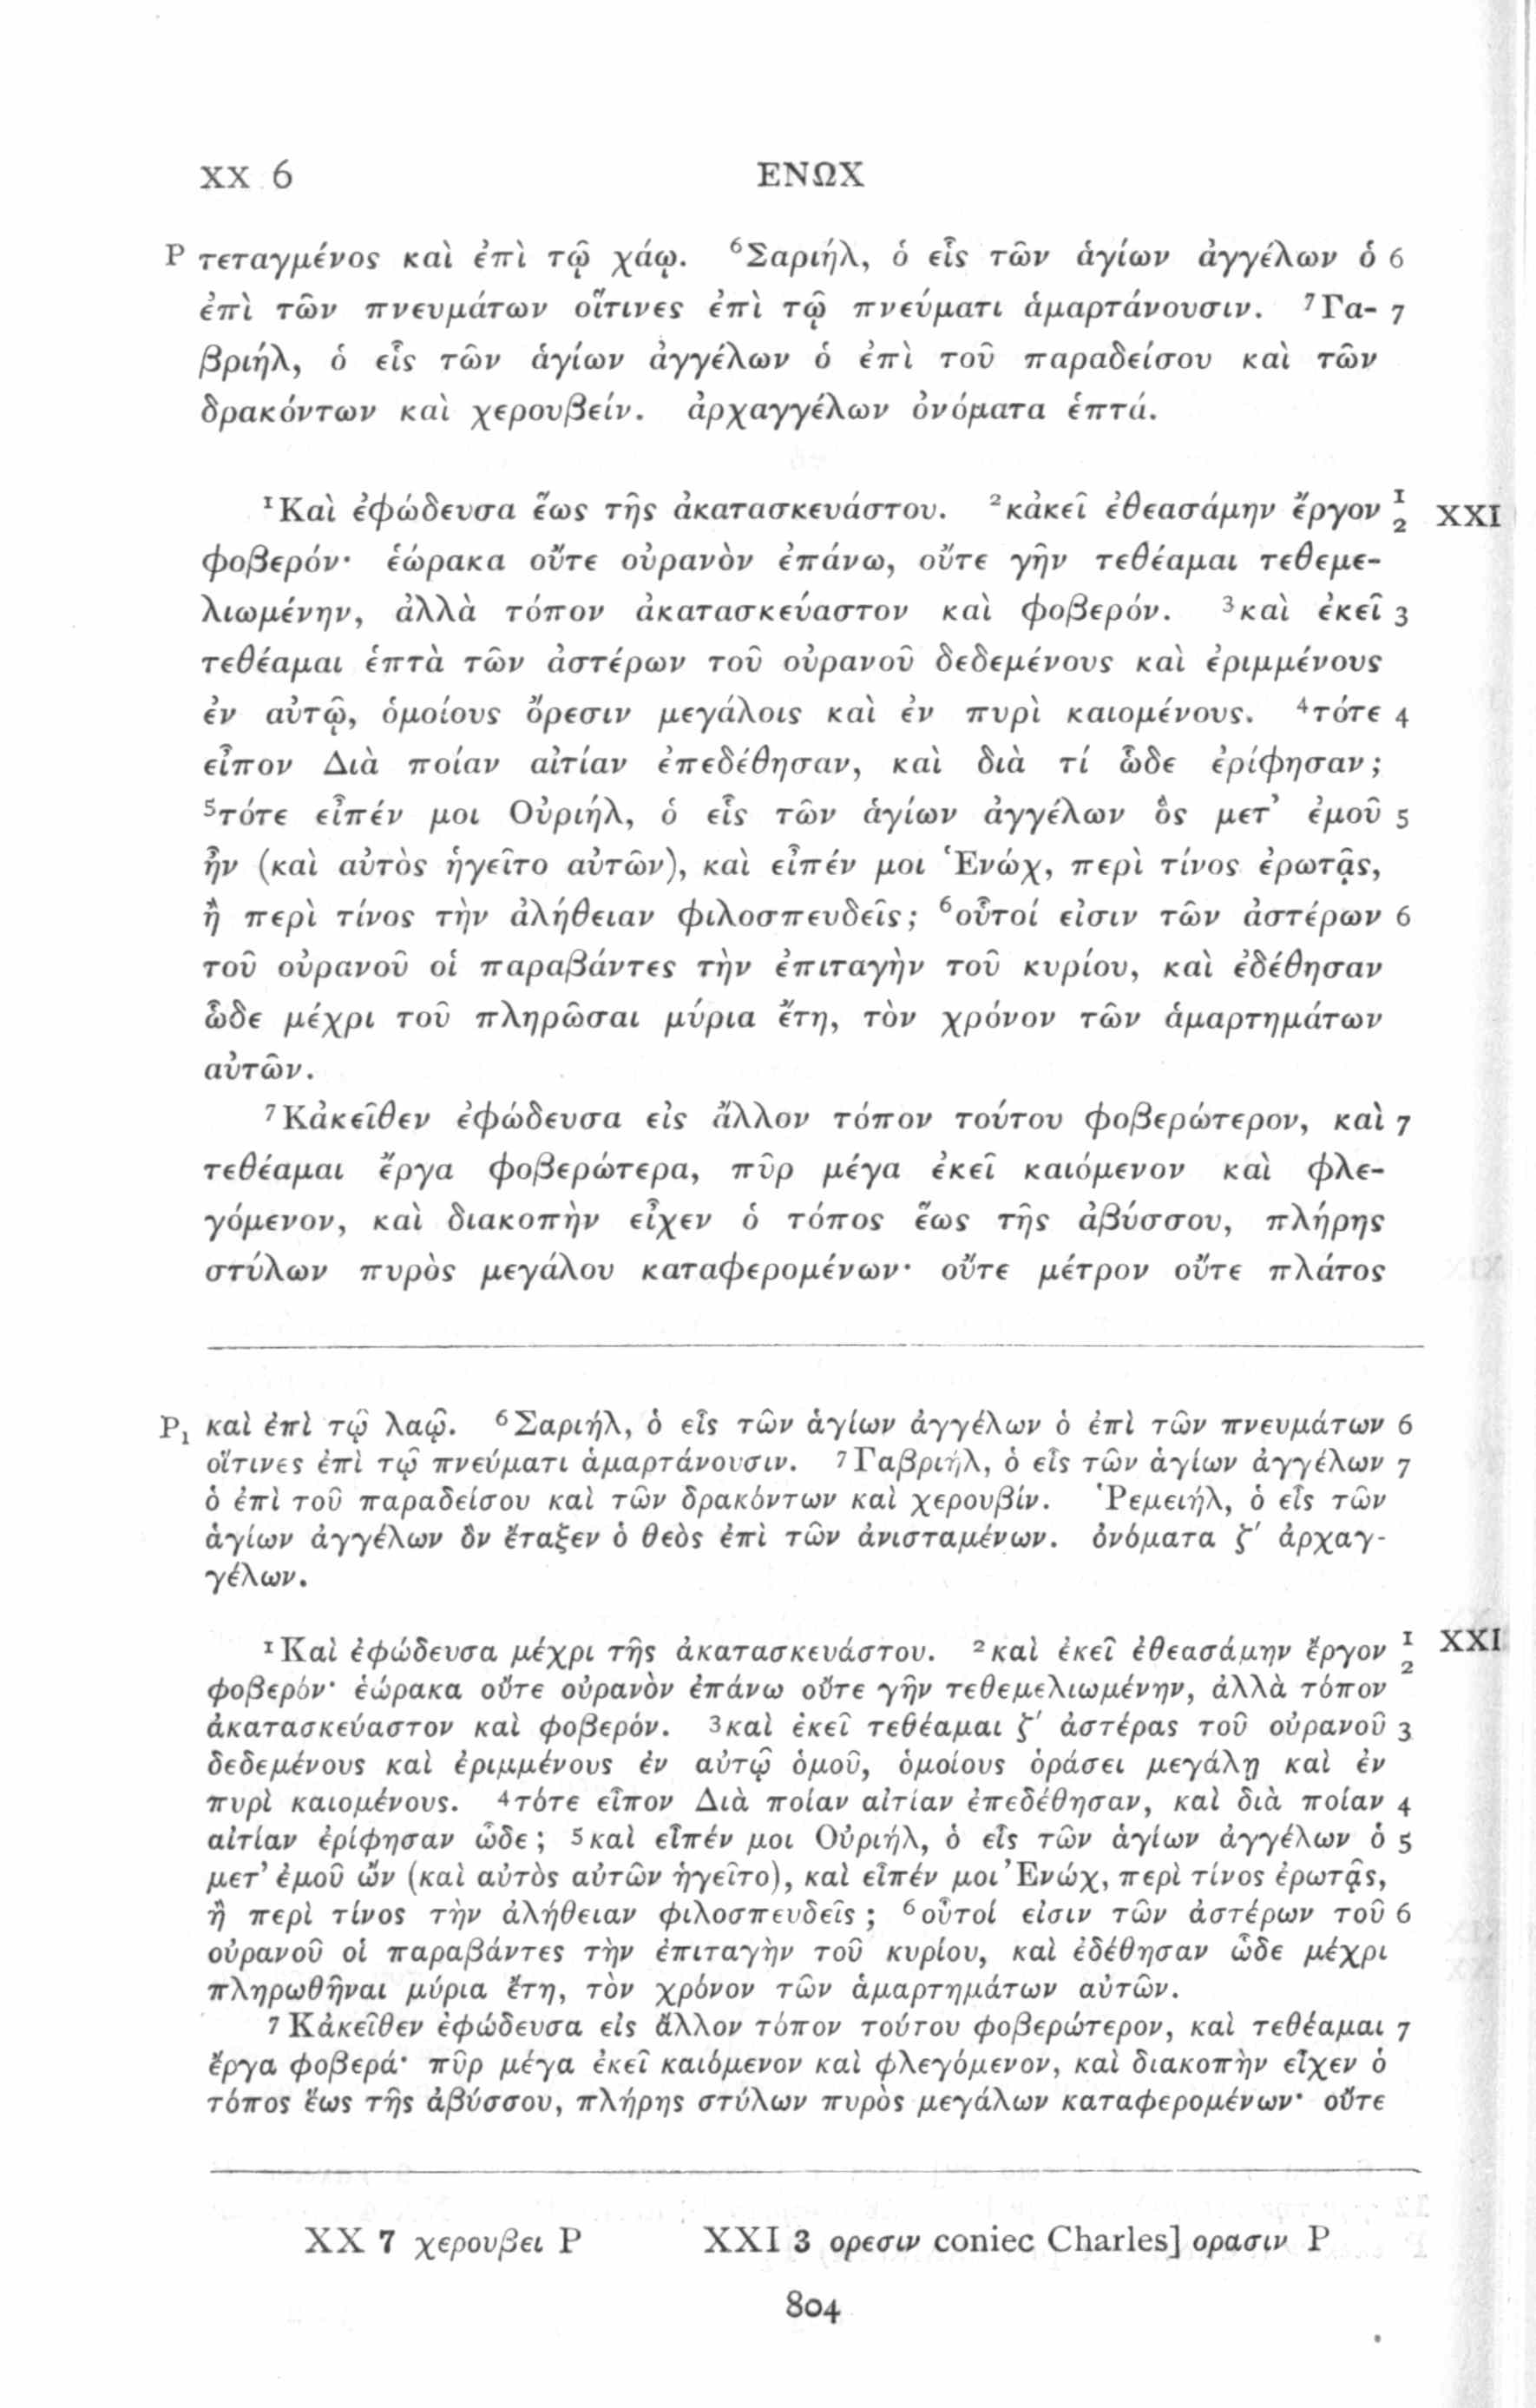 XX 6 ΕΝΩΧ
P τεταγμένος καὶ ἐπὶ τῷ χάῳ. ⁶Σαριήλ, ὁ εἷς τῶν ἁγίων ἀγγέλων ὁ 6
ἐπὶ τῶν πνευμάτων οἵτινες ἐπὶ τῷ πνεύματι ἁμαρτάνουσιν. ⁷Γα- 7
βριήλ, ὁ εἷς τῶν ἁγίων ἀγγέλων ὁ ἐπὶ τοῦ παραδείσου καὶ τῶν
δρακόντων καὶ χερουβείν. ἀρχαγγέλων ὀνόματα ἑπτά.
¹Καὶ ἐφώδευσα ἕως τῆς ἀκατασκευάστου. ²κἀκεῖ ἐθεασάμην ἔργον 1 2 XXI
φοβερόν· ἑώρακα οὔτε οὐρανὸν ἐπάνω, οὔτε γῆν τεθέαμαι τεθεμε-
λιωμένην, ἀλλὰ τόπον ἀκατασκεύαστον καὶ φοβερόν. ³καὶ ἐκεῖ 3
τεθέαμαι ἑπτὰ τῶν ἀστέρων τοῦ οὐρανοῦ δεδεμένους καὶ ἐριμμένους
ἐν αὐτῷ, ὁμοίους ὄρεσιν μεγάλοις καὶ ἐν πυρὶ καιομένους. ⁴τότε 4
εἶπον Διὰ ποίαν αἰτίαν ἐπεδέθησαν, καὶ διὰ τί ὧδε ἐρίφησαν;
⁵τότε εἶπέν μοι Οὐριήλ, ὁ εἷς τῶν ἁγίων ἀγγέλων ὃς μετ' ἐμοῦ 5
ἦν (καὶ αὐτὸς ἡγεῖτο αὐτῶν), καὶ εἶπέν μοι Ἑνώχ, περὶ τίνος ἐρωτᾷς,
ἢ περὶ τίνος τὴν ἀλήθειαν φιλοσπευδεῖς; ⁶οὗτοί εἰσιν τῶν ἀστέρων 6
τοῦ οὐρανοῦ οἱ παραβάντες τὴν ἐπιταγὴν τοῦ κυρίου, καὶ ἐδέθησαν
ὧδε μέχρι τοῦ πληρῶσαι μύρια ἔτη, τὸν χρόνον τῶν ἁμαρτημάτων
αὐτῶν.
⁷Κἀκεῖθεν ἐφώδευσα εἰς ἄλλον τόπον τούτου φοβερώτερον, καὶ 7
τεθέαμαι ἔργα φοβερώτερα, πῦρ μέγα ἐκεῖ καιόμενον καὶ φλε-
γόμενον, καὶ διακοπὴν εἶχεν ὁ τόπος ἕως τῆς ἀβύσσου, πλήρης
στύλων πυρὸς μεγάλου καταφερομένων· οὔτε μέτρον οὔτε πλάτος
P₁ καὶ ἐπὶ τῷ λαῷ. ⁶Σαριήλ, ὁ εἷς τῶν ἁγίων ἀγγέλων ὁ ἐπὶ τῶν πνευμάτων 6
οἵτινες ἐπὶ τῷ πνεύματι ἁμαρτάνουσιν. ⁷Γαβριήλ, ὁ εἷς τῶν ἁγίων ἀγγέλων 7
ὁ ἐπὶ τοῦ παραδείσου καὶ τῶν δρακόντων καὶ χερουβίν. Ῥεμειήλ, ὁ εἷς τῶν
ἁγίων ἀγγέλων ὃν ἔταξεν ὁ θεὸς ἐπὶ τῶν ἀνισταμένων. ὀνόματα ζ' ἀρχαγ-
γέλων.
¹Καὶ ἐφώδευσα μέχρι τῆς ἀκατασκευάστου. ²καὶ ἐκεῖ ἐθεασάμην ἔργον 1 2 XXI
φοβερόν· ἑώρακα οὔτε οὐρανὸν ἐπάνω οὔτε γῆν τεθεμελιωμένην, ἀλλὰ τόπον
ἀκατασκεύαστον καὶ φοβερόν. ³καὶ ἐκεῖ τεθέαμαι ζ' ἀστέρας τοῦ οὐρανοῦ 3
δεδεμένους καὶ ἐριμμένους ἐν αὐτῷ ὁμοῦ, ὁμοίους ὁράσει μεγάλῃ καὶ ἐν
πυρὶ καιομένους. ⁴τότε εἶπον Διὰ ποίαν αἰτίαν ἐπεδέθησαν, καὶ διὰ ποίαν 4
αἰτίαν ἐρίφησαν ὧδε; ⁵καὶ εἶπέν μοι Οὐριήλ, ὁ εἷς τῶν ἁγίων ἀγγέλων ὁ 5
μετ' ἐμοῦ ὢν (καὶ αὐτὸς αὐτῶν ἡγεῖτο), καὶ εἶπέν μοι Ἐνώχ, περὶ τίνος ἐρωτᾷς,
ἢ περὶ τίνος τὴν ἀλήθειαν φιλοσπευδεῖς; ⁶οὗτοί εἰσιν τῶν ἀστέρων τοῦ 6
οὐρανοῦ οἱ παραβάντες τὴν ἐπιταγὴν τοῦ κυρίου, καὶ ἐδέθησαν ὧδε μέχρι
πληρωθῆναι μύρια ἔτη, τὸν χρόνον τῶν ἁμαρτημάτων αὐτῶν.
⁷Κἀκεῖθεν ἐφώδευσα εἰς ἄλλον τόπον τούτου φοβερώτερον, καὶ τεθέαμαι 7
ἔργα φοβερά· πῦρ μέγα ἐκεῖ καιόμενον καὶ φλεγόμενον, καὶ διακοπὴν εἶχεν ὁ
τόπος ἕως τῆς ἀβύσσου, πλήρης στύλων πυρὸς μεγάλων καταφερομένων· οὔτε
XX 7 χερουβει P XXI 3 ορεσιν coniec Charles] ορασιν P
804